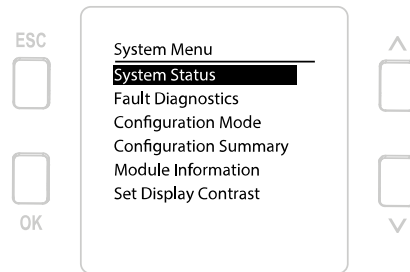 ESC
OK
System Menu
System Status
Fault Diagnostics
Configuration Mode
Configuration Summary
Module Information
Set Display Contrast